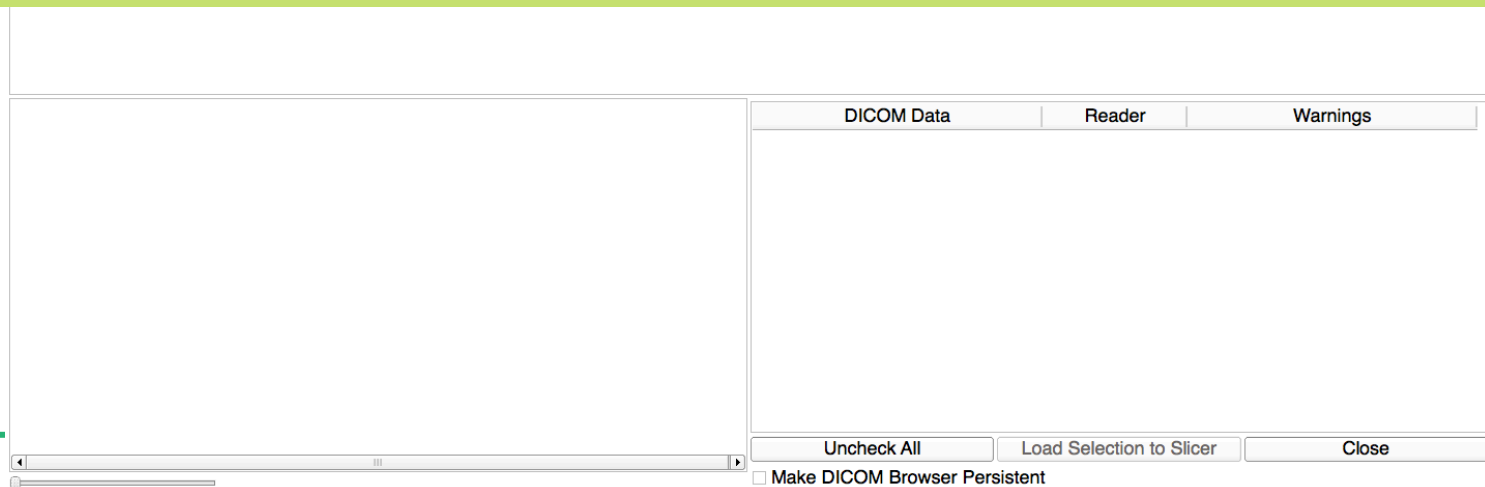 DICOM Data Reader Warnings
Uncheck All Load Selection to Slicer Close
Make DICOM Browser Persistent